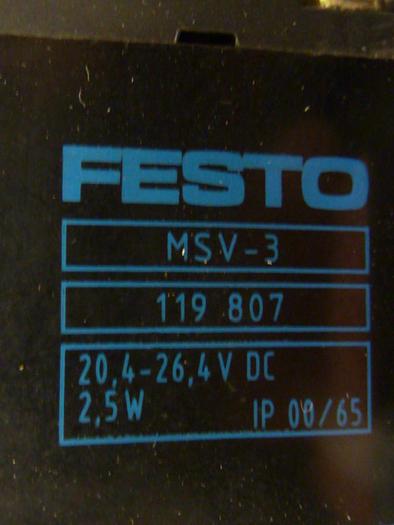 FESTO
MSV-3
119 807
20,4-26,4V DC
2,5W IP 00/65